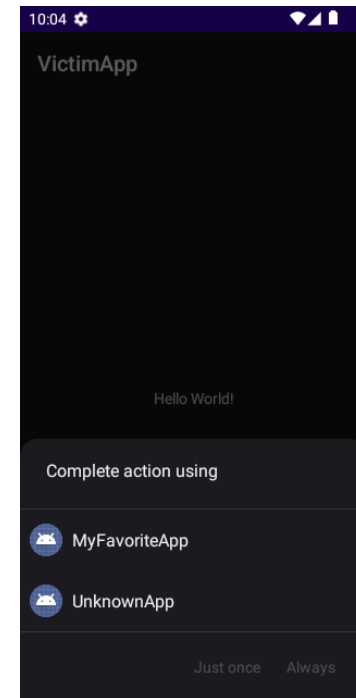 10:04
VictimApp
Hello World!
Complete action using
MyFavoriteApp
UnknownApp
Just once Always